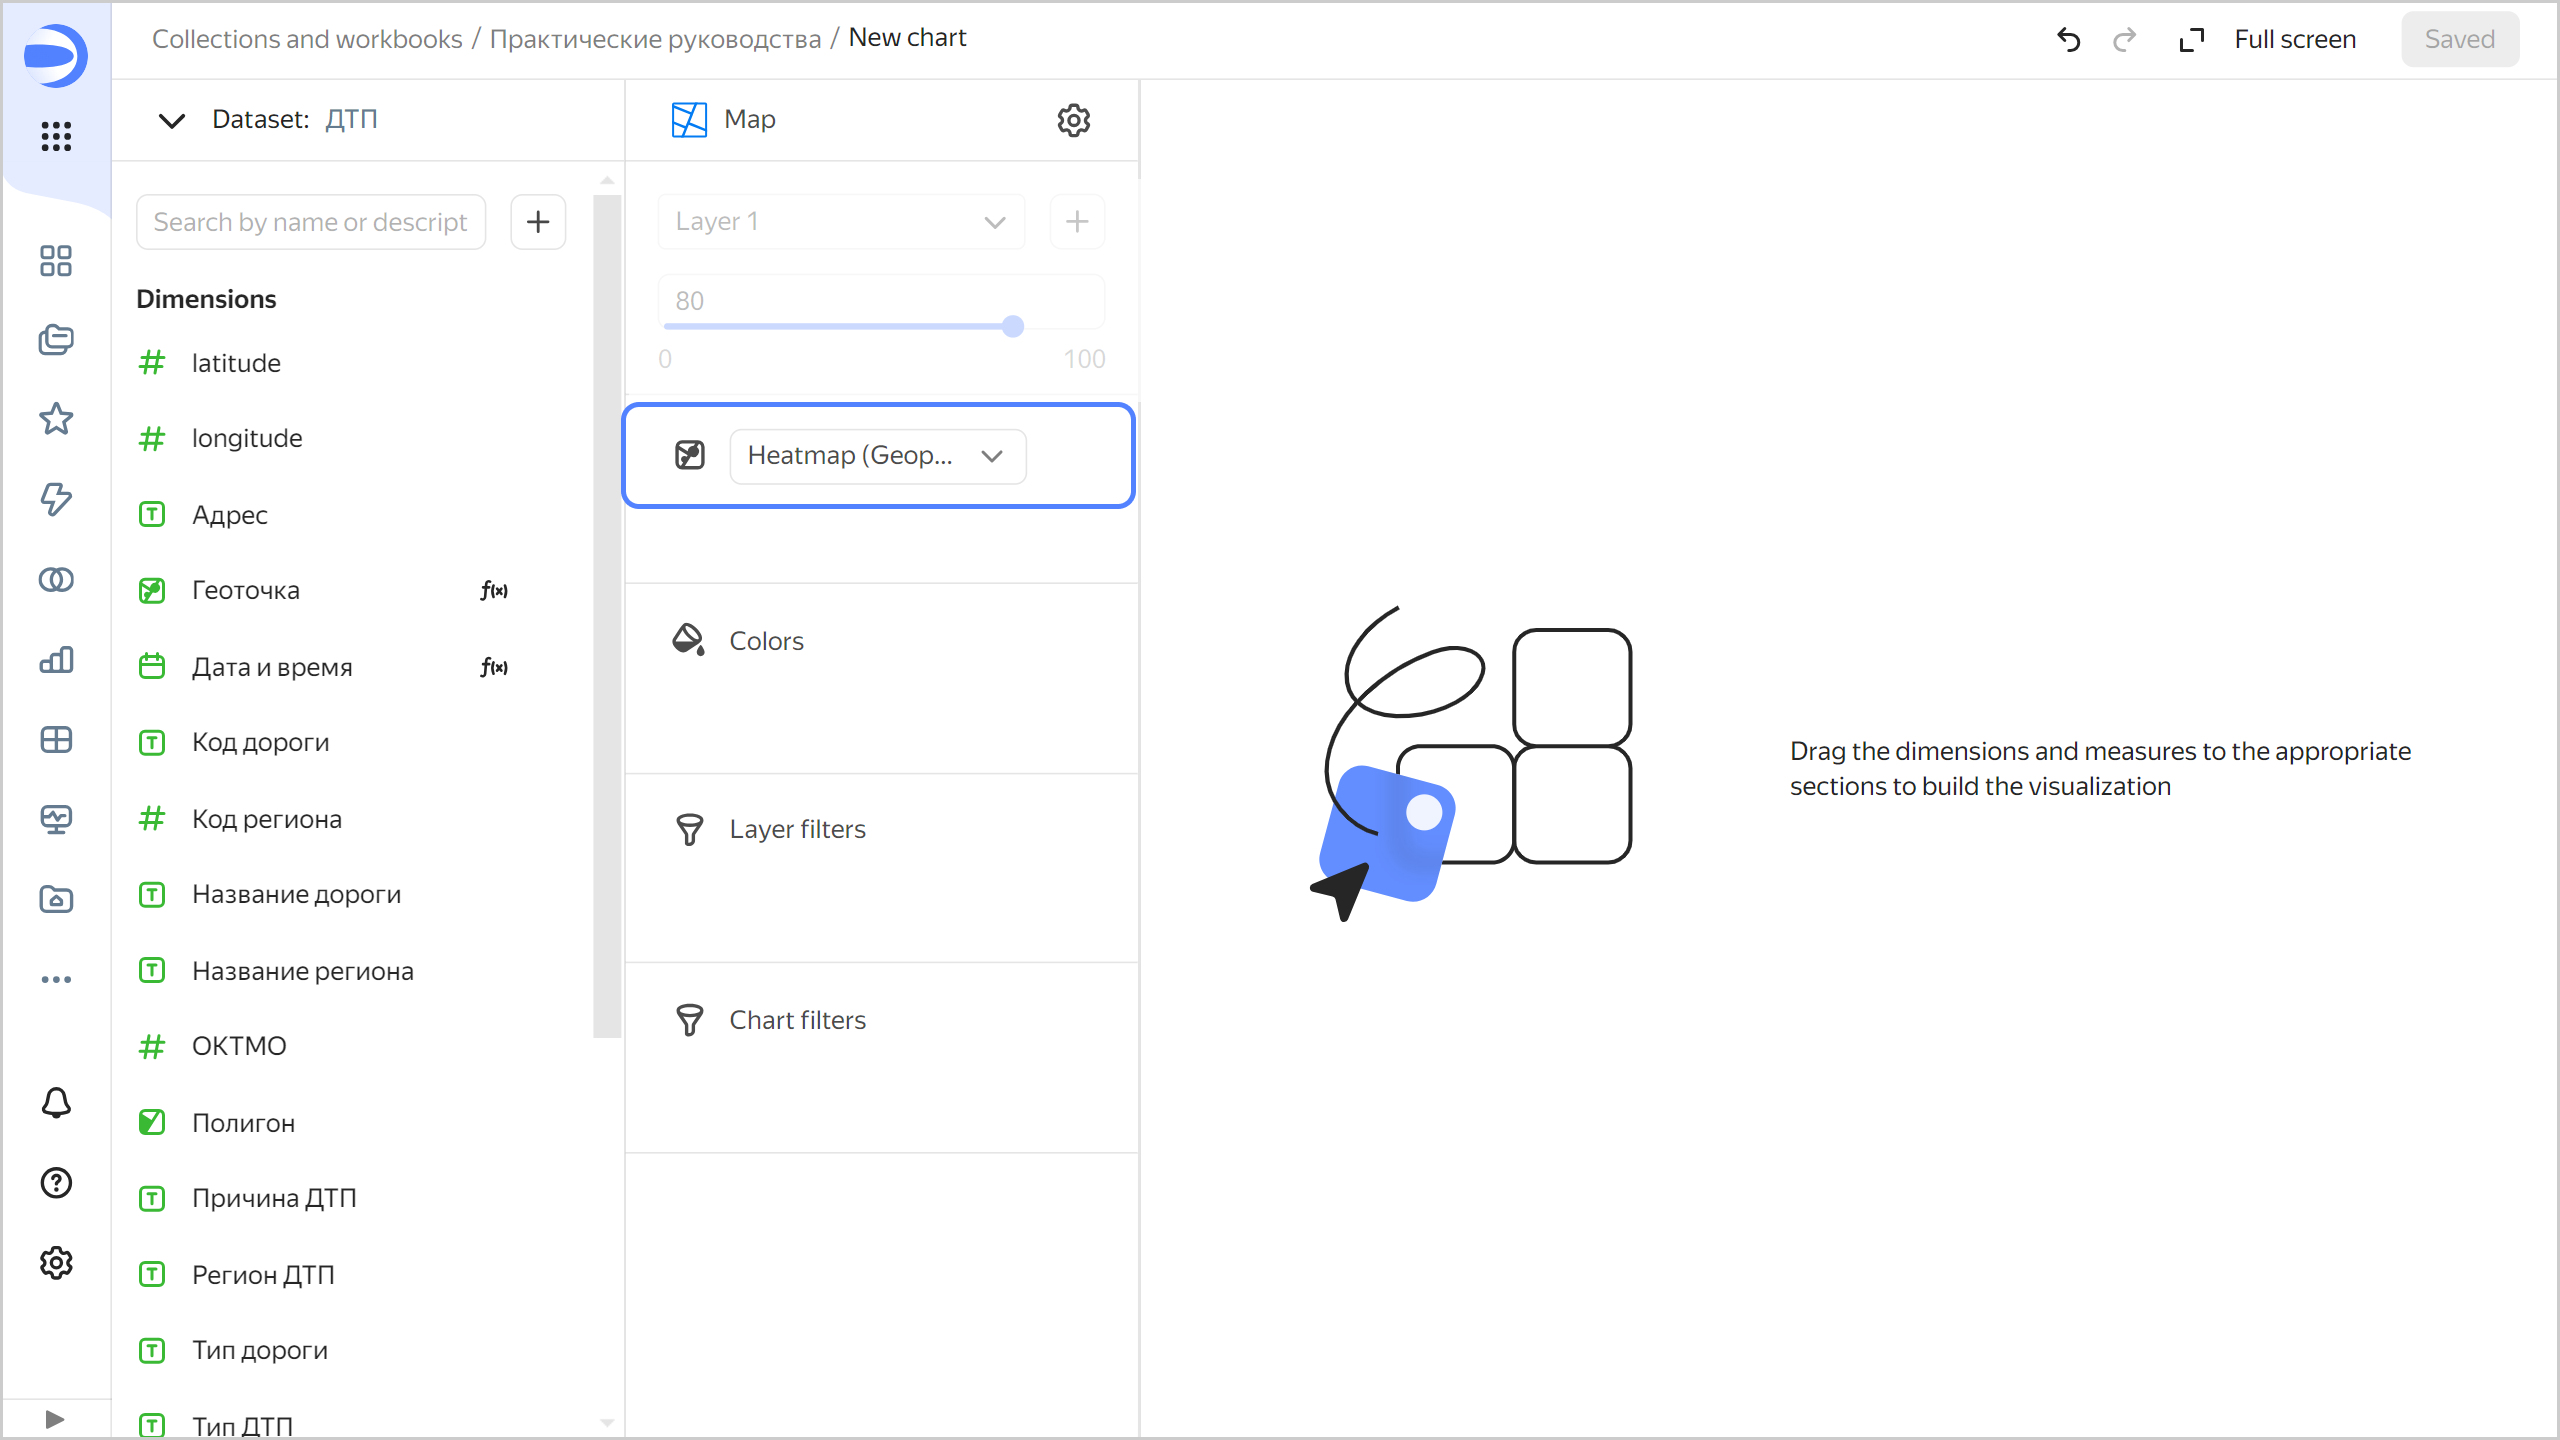 Collections and workbooks / Практические руководства / New chart
Full screen
Saved
Dataset: ДТП
Search by name or descript
Dimensions
latitude
longitude
Адрес
Геоточка
f(x)
Дата и время
f(x)
Код дороги
Код региона
Название дороги
Название региона
ОКТМО
Полигон
Причина ДТП
Регион ДТП
Тип дороги
Тип ДТП
Map
Layer 1
80
0
100
Heatmap (Geop...
Colors
Layer filters
Chart filters
Drag the dimensions and measures to the appropriate
sections to build the visualization